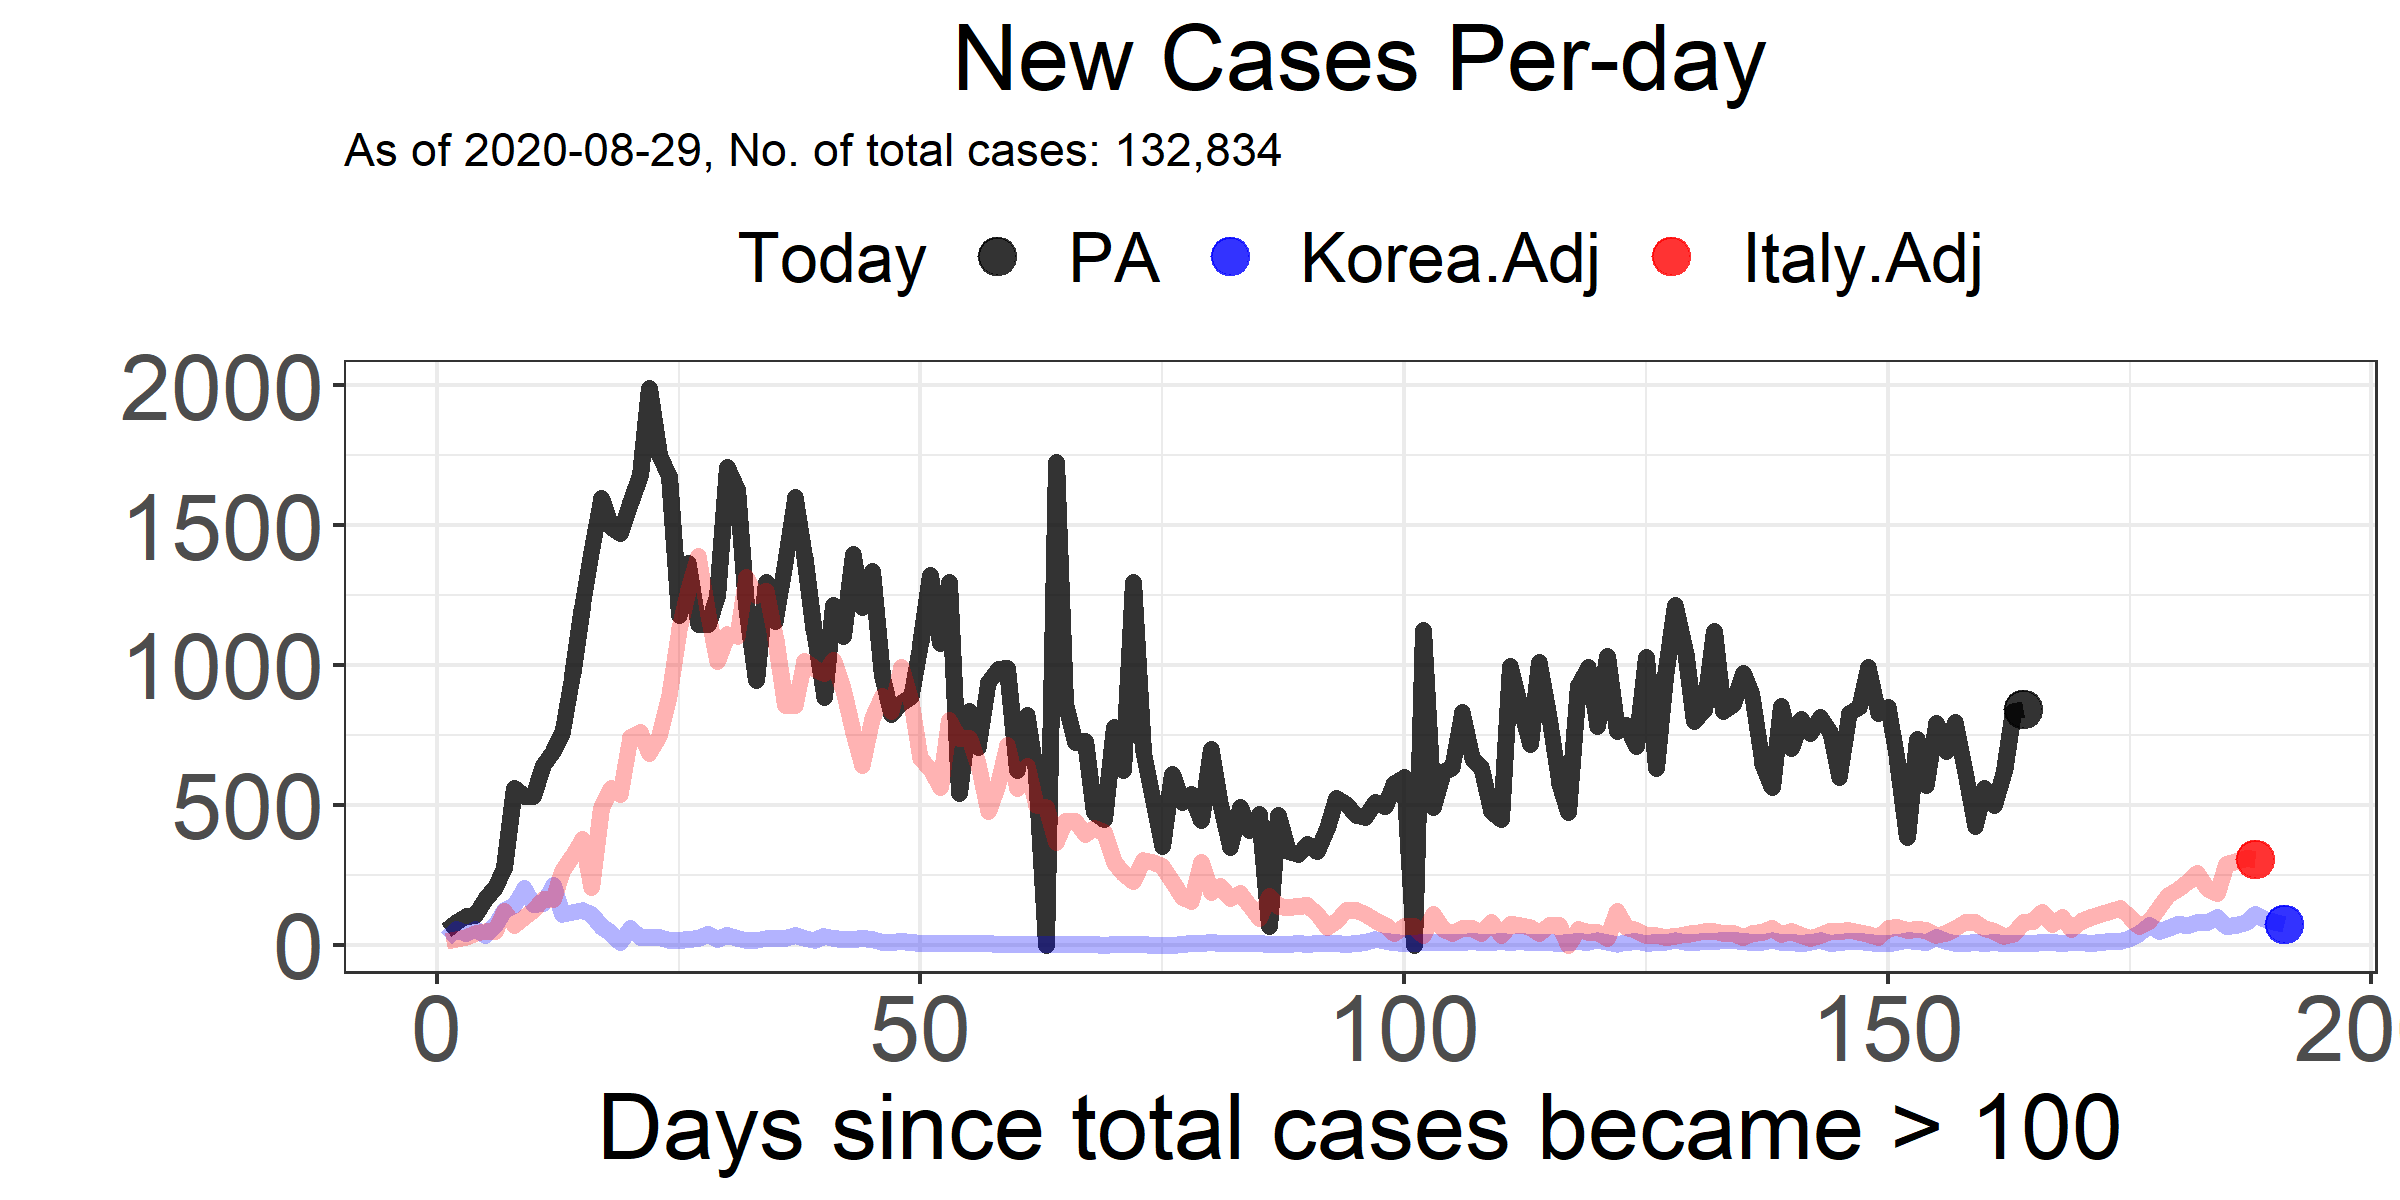 New Cases Per-day
As of 2020-08-29, No. of total cases: 132,834
Today PA Korea.Adj Italy.Adj
2000
1500
1000
500
0
0 50 100 150 20
Days since total cases became > 100